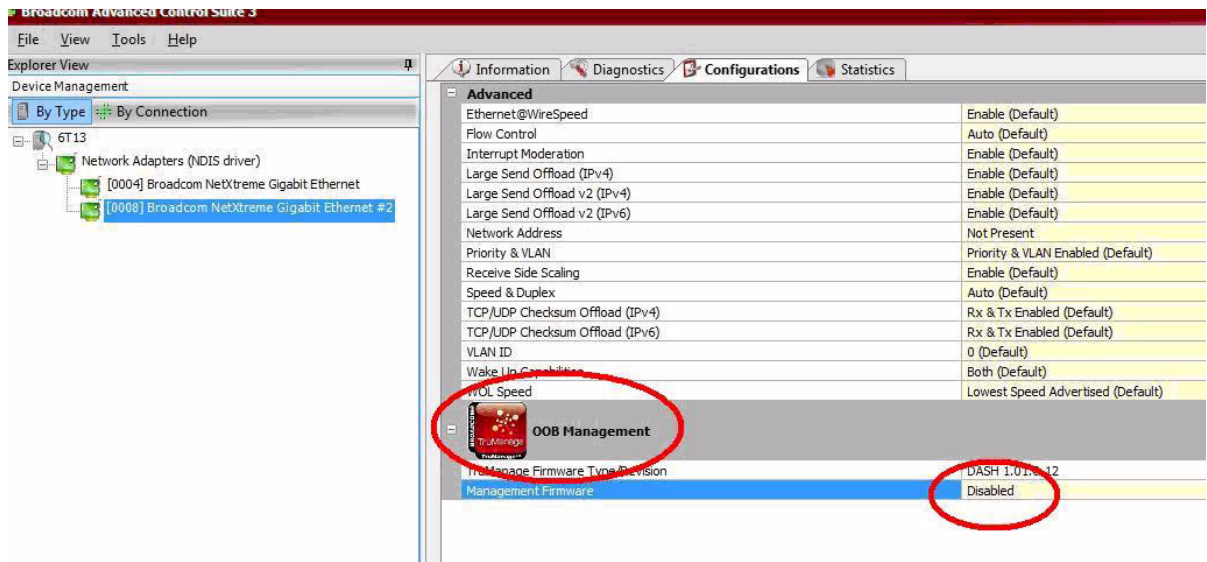 Broadcom Advanced Control Suite 3
File View Tools Help
Explorer View
Device Management
By Type By Connection
6T13
Network Adapters (NDIS driver)
[0004] Broadcom NetXtreme Gigabit Ethernet
[0008] Broadcom NetXtreme Gigabit Ethernet #2
Information Diagnostics Configurations Statistics
Advanced
Ethernet@WireSpeed Enable (Default)
Flow Control Auto (Default)
Interrupt Moderation Enable (Default)
Large Send Offload (IPv4) Enable (Default)
Large Send Offload v2 (IPv4) Enable (Default)
Large Send Offload v2 (IPv6) Enable (Default)
Network Address Not Present
Priority & VLAN Priority & VLAN Enabled (Default)
Receive Side Scaling Enable (Default)
Speed & Duplex Auto (Default)
TCP/UDP Checksum Offload (IPv4) Rx & Tx Enabled (Default)
TCP/UDP Checksum Offload (IPv6) Rx & Tx Enabled (Default)
VLAN ID 0 (Default)
Wake Up Capabilities Both (Default)
WOL Speed Lowest Speed Advertised (Default)
BROADCOM
TruManage
TruManage
OOB Management
TruManage Firmware Type/Revision DASH
Management Firmware Disabled